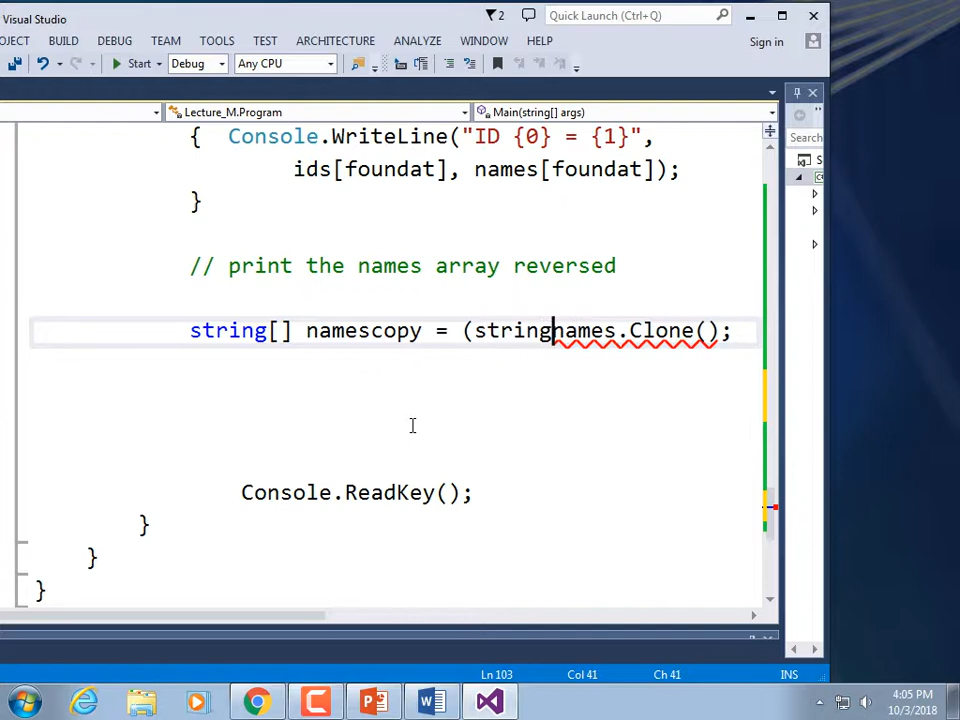 Visual Studio
2
Quick Launch (Ctrl+Q)
OJECT BUILD DEBUG TEAM TOOLS TEST ARCHITECTURE ANALYZE WINDOW HELP
Sign in
Start Debug Any CPU
Lecture_M.Program
Main(string[] args)
Search
{ Console.WriteLine("ID {0} = {1}",
ids[foundat], names[foundat]);
}
// print the names array reversed
string[] namescopy = (stringnames.Clone();
Console.ReadKey();
}
}
}
Ln 103 Col 41 Ch 41 INS
4:05 PM
10/3/2018